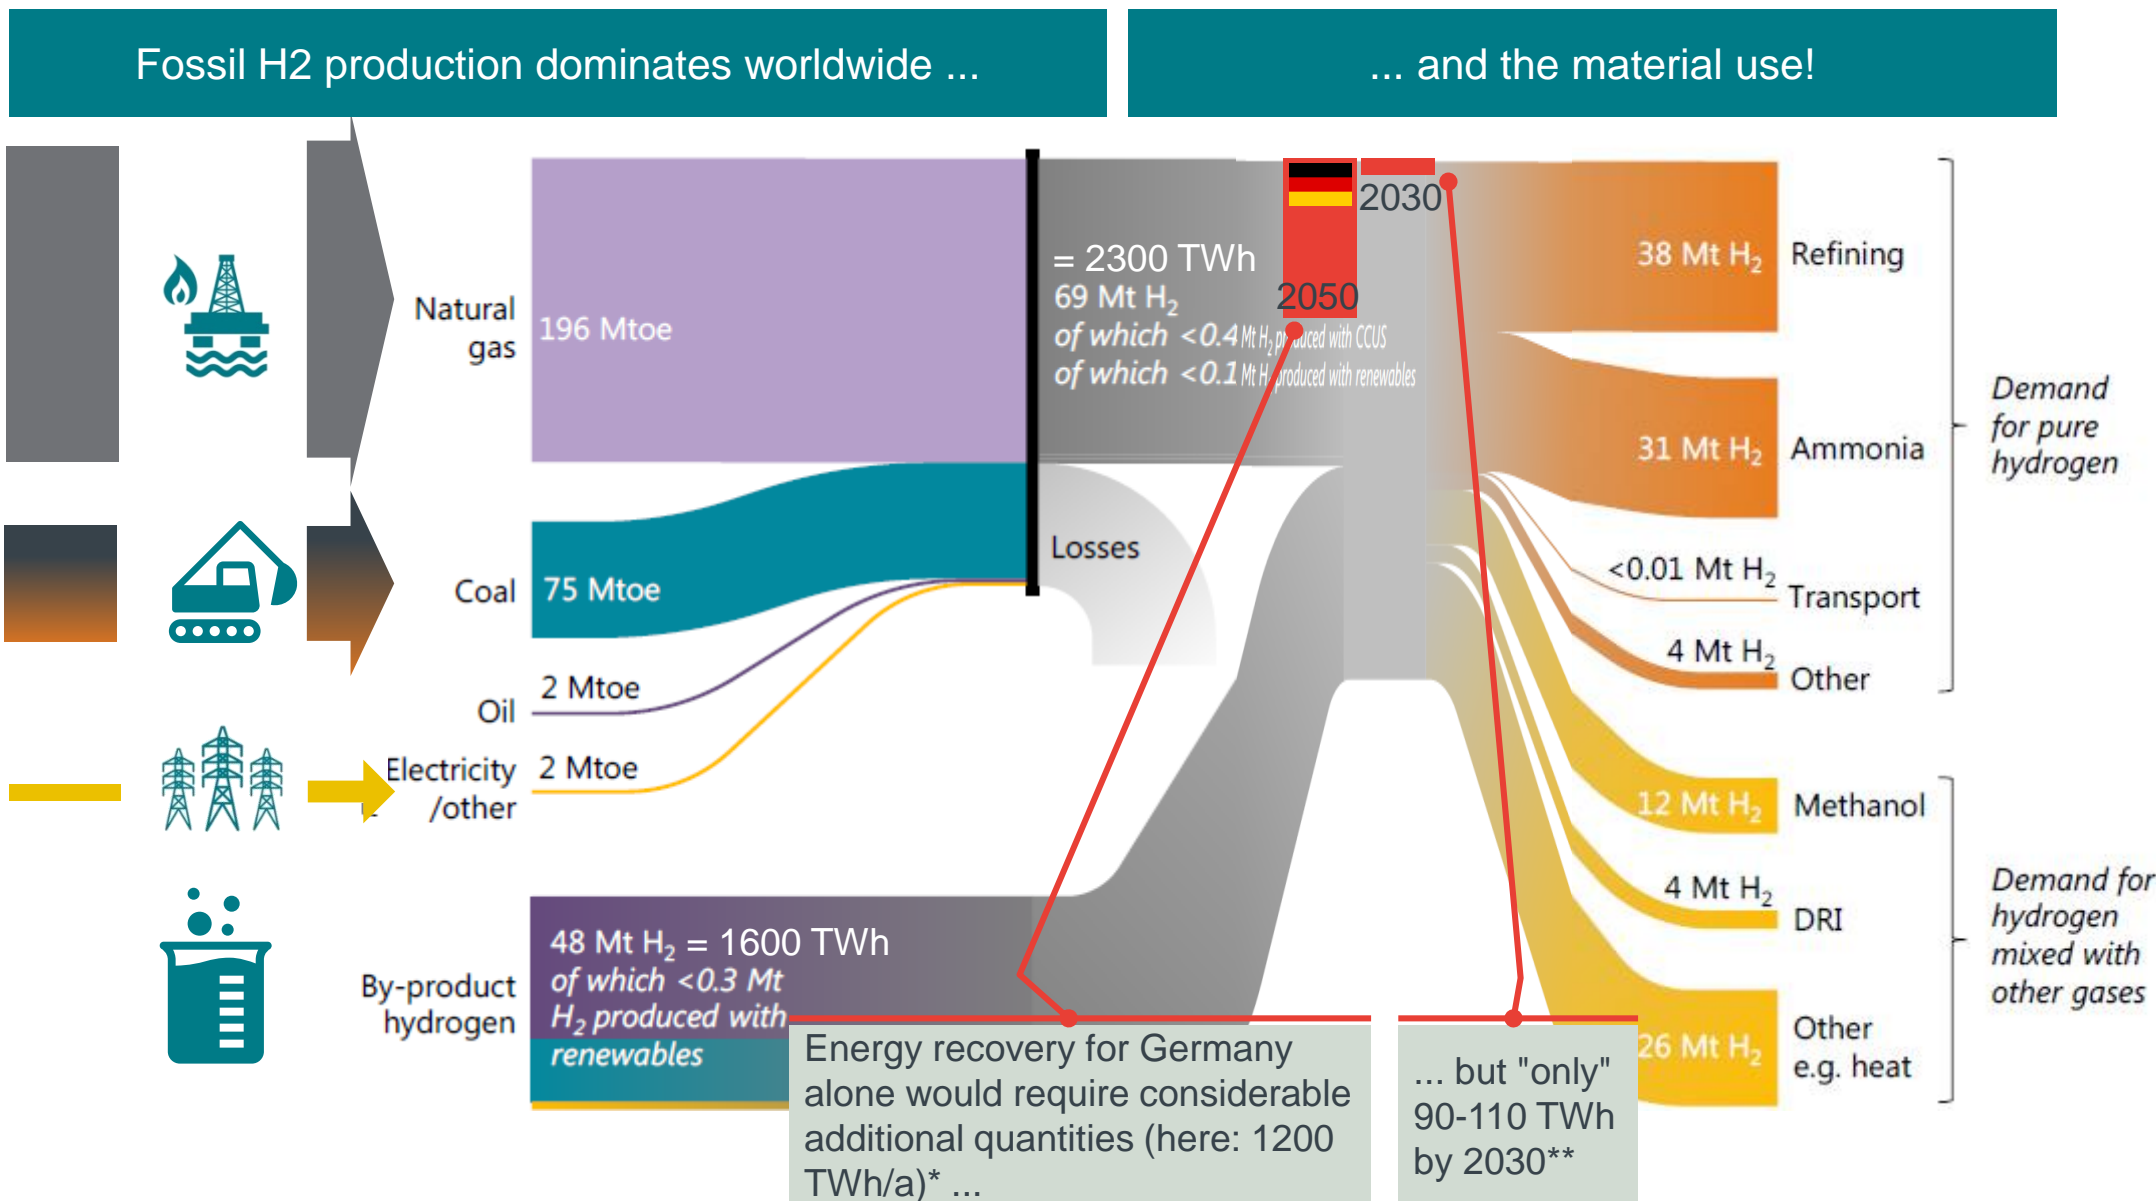 Fossil H2 production dominates worldwide ...
... and the material use!
Natural
gas
196 Mtoe
= 2300 TWh
69 Mt H₂
of which <0.4 Mt H₂ produced with CCUS
of which <0.1 Mt H₂ produced with renewables
2050
2030
38 Mt H₂
Refining
31 Mt H₂
Ammonia
<0.01 Mt H₂
Transport
4 Mt H₂
Other
Demand
for pure
hydrogen
Coal
75 Mtoe
Losses
Oil
2 Mtoe
Electricity
/other
2 Mtoe
12 Mt H₂
Methanol
4 Mt H₂
DRI
26 Mt H₂
Other
e.g. heat
Demand for
hydrogen
mixed with
other gases
By-product
hydrogen
48 Mt H₂ = 1600 TWh
of which <0.3 Mt
H₂ produced with
renewables
Energy recovery for Germany
alone would require considerable
additional quantities (here: 1200
TWh/a)* ...
... but "only"
90-110 TWh
by 2030**